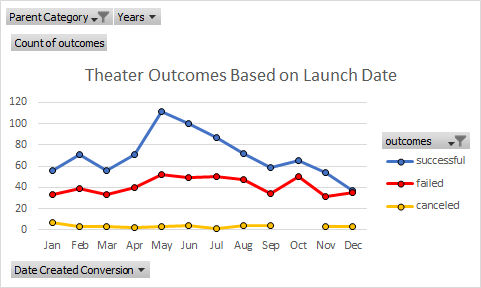 Parent Category Years
Count of outcomes
Theater Outcomes Based on Launch Date
120
100
80
60
40
20
0
Jan Feb Mar Apr May Jun Jul Aug Sep Oct Nov Dec
outcomes
successful
failed
canceled
Date Created Conversion